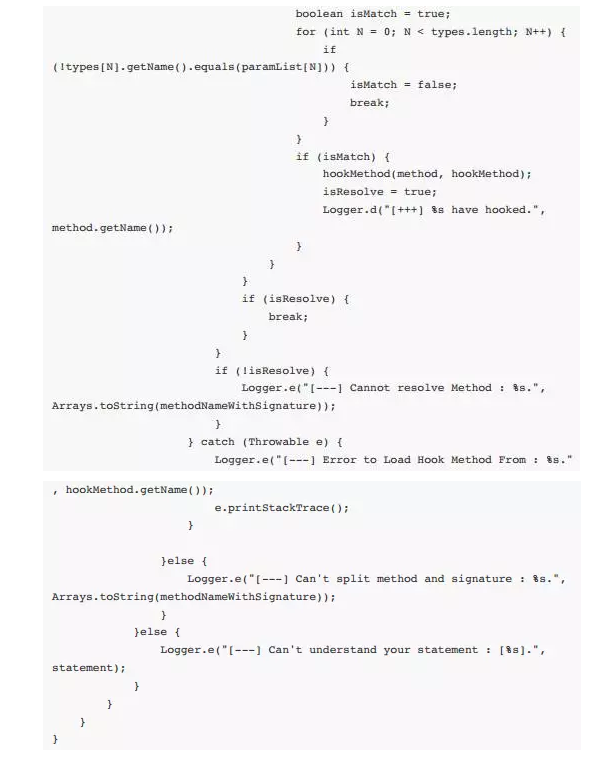 boolean isMatch = true;
for (int N = 0; N < types.length; N++) {
if
(!types[N].getName().equals(paramList[N])) {
isMatch = false;
break;
}
}
if (isMatch) {
hookMethod(method, hookMethod);
isResolve = true;
Logger.d("[+++] %s have hooked.",
method.getName());
}
}
}
if (isResolve) {
break;
}
}
if (!isResolve) {
Logger.e("[---] Cannot resolve Method : %s.",
Arrays.toString(methodNameWithSignature));
}
} catch (Throwable e) {
Logger.e("[---] Error to Load Hook Method From : %s."
, hookMethod.getName());
e.printStackTrace();
}
}else {
Logger.e("[---] Can't split method and signature : %s.",
Arrays.toString(methodNameWithSignature));
}
}else {
Logger.e("[---] Can't understand your statement : [%s].",
statement);
}
}
}
}